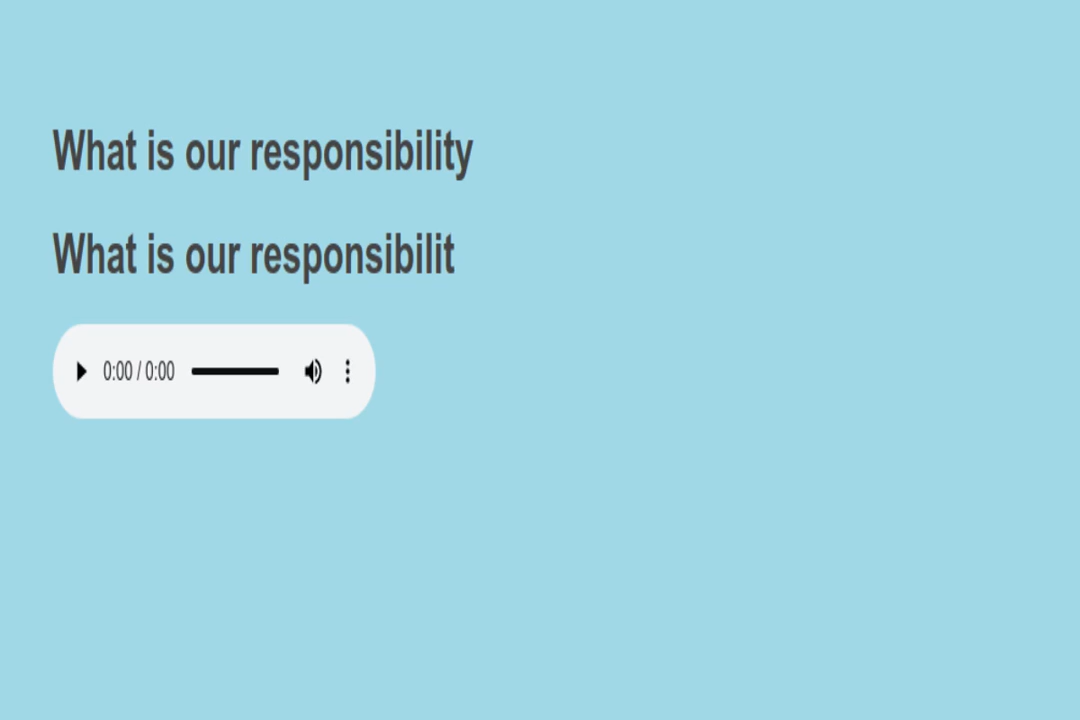 What is our responsibility
What is our responsibilit
0:00 / 0:00